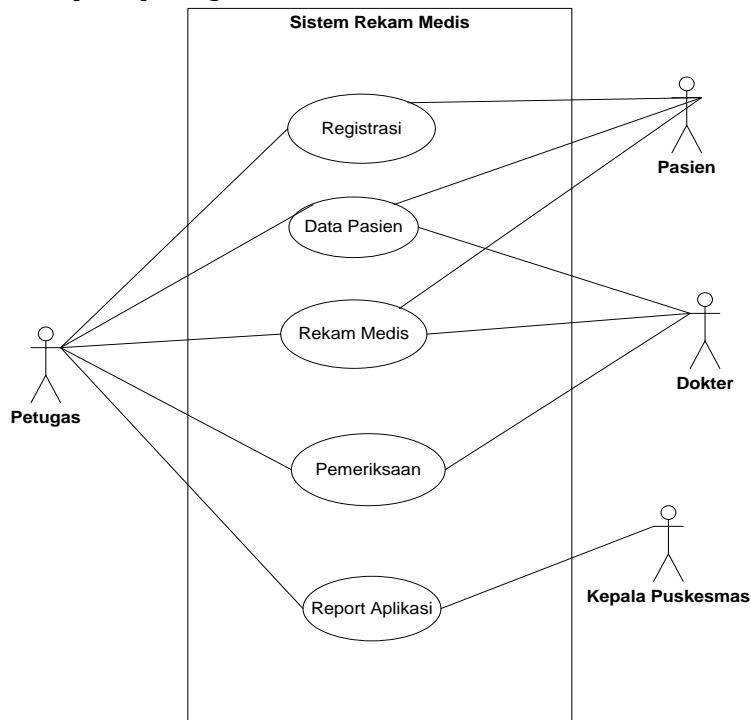 Sistem Rekam Medis
Registrasi
Pasien
Data Pasien
Rekam Medis
Dokter
Petugas
Pemeriksaan
Kepala Puskesmas
Report Aplikasi